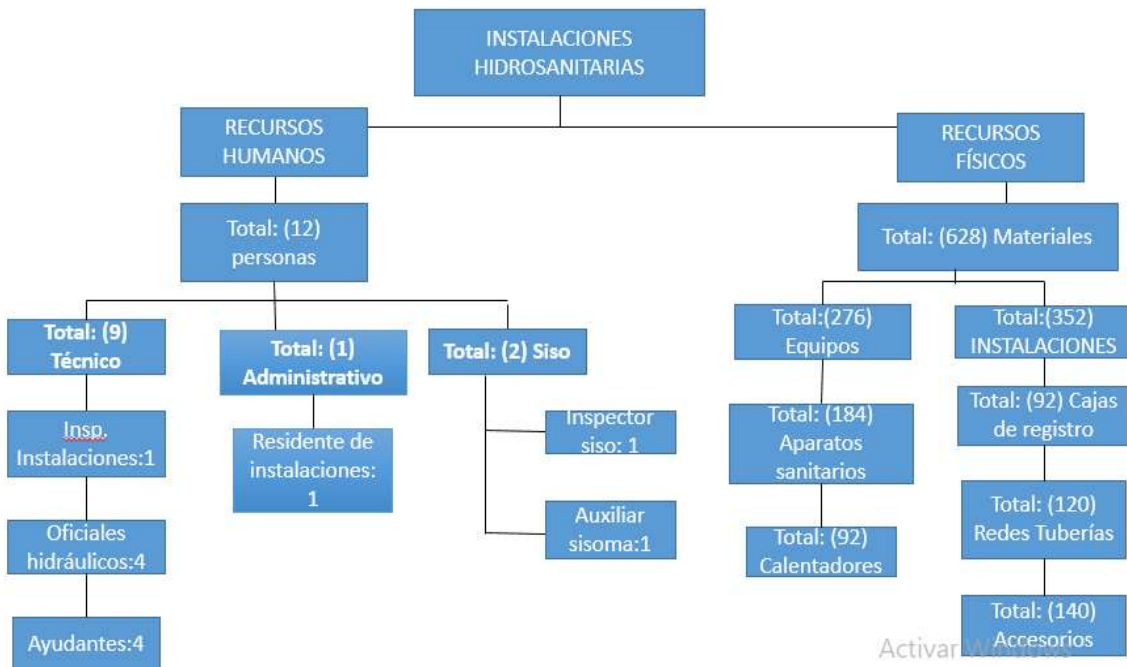 INSTALACIONES
HIDROSANITARIAS
RECURSOS
HUMANOS
RECURSOS
FÍSICOS
Total: (12)
personas
Total: (628) Materiales
Total: (9)
Técnico
Total: (1)
Administrativo
Total: (2) Siso
Total:(276)
Equipos
Total:(352)
INSTALACIONES
Insp.
Instalaciones:1
Residente de
instalaciones:
1
Inspector
siso: 1
Total: (184)
Aparatos
sanitarios
Total: (92) Cajas
de registro
Oficiales
hidráulicos:4
Auxiliar
sisoma:1
Total: (92)
Calentadores
Total: (120)
Redes Tuberías
Ayudantes:4
Total: (140)
Accesorios
Activar Windows